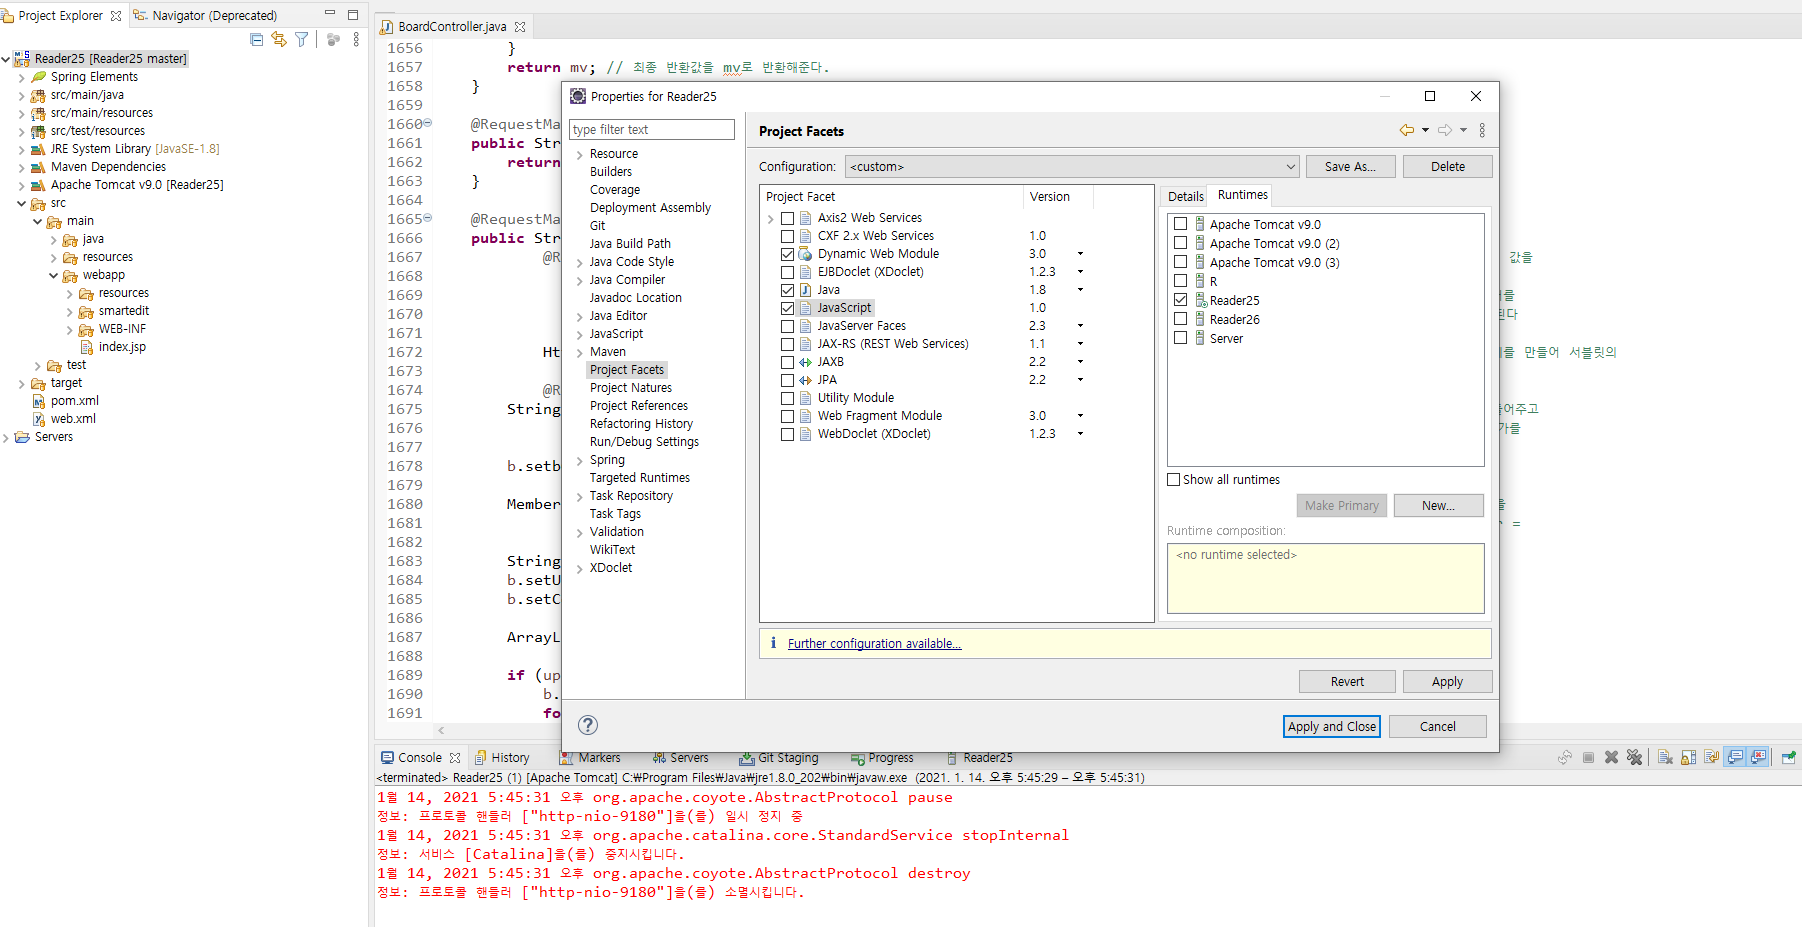 Project Explorer
Navigator (Deprecated)
Reader25 [Reader25 master]
Spring Elements
src/main/java
src/main/resources
src/test/resources
JRE System Library [JavaSE-1.8]
Maven Dependencies
Apache Tomcat v9.0 [Reader25]
src
main
java
resources
webapp
resources
smartedit
WEB-INF
index.jsp
test
target
pom.xml
web.xml
Servers
BoardController.java
1656 }
1657 return mv; // 최종 반환값을 mv로 반환해준다.
1658 }
1659
1660 @RequestMa
1661 public Str
1662 return
1663 }
1664
1665 @RequestMa
1666 public Str
1667 @R 값을
1668
1669 를
1670 된다
1671
1672 Ht 를 만들어 서블릿의
1673
1674 @R
1675 String 들어주고
1676 가를
1677
1678 b.setb
1679
1680 Member 을
1681 =
1682
1683 String
1684 b.setU
1685 b.setC
1686
1687 ArrayL
1688
1689 if (up
1690 b.
1691 fo
Properties for Reader25
type filter text
Resource
Builders
Coverage
Deployment Assembly
Git
Java Build Path
Java Code Style
Java Compiler
Javadoc Location
Java Editor
JavaScript
Maven
Project Facets
Project Natures
Project References
Refactoring History
Run/Debug Settings
Spring
Targeted Runtimes
Task Repository
Task Tags
Validation
WikiText
XDoclet
Project Facets
Configuration: <custom> Save As... Delete
Project Facet Version
Axis2 Web Services
CXF 2.x Web Services 1.0
Dynamic Web Module 3.0
EJBDoclet (XDoclet) 1.2.3
Java 1.8
JavaScript 1.0
JavaServer Faces 2.3
JAX-RS (REST Web Services) 1.1
JAXB 2.2
JPA 2.2
Utility Module
Web Fragment Module 3.0
WebDoclet (XDoclet) 1.2.3
Details Runtimes
Apache Tomcat v9.0
Apache Tomcat v9.0 (2)
Apache Tomcat v9.0 (3)
R
Reader25
Reader26
Server
Show all runtimes
Make Primary New...
Runtime composition:
<no runtime selected>
Further configuration available...
Revert Apply
Apply and Close Cancel
Console History Markers Servers Git Staging Progress Reader25
<terminated> Reader25 (1) [Apache Tomcat] C:₩Program Files₩Java₩jre1.8.0_202₩bin₩javaw.exe (2021. 1. 14. 오후 5:45:29 – 오후 5:45:31)
1월 14, 2021 5:45:31 오후 org.apache.coyote.AbstractProtocol pause
정보: 프로토콜 핸들러 ["http-nio-9180"]을(를) 일시 정지 중
1월 14, 2021 5:45:31 오후 org.apache.catalina.core.StandardService stopInternal
정보: 서비스 [Catalina]을(를) 중지시킵니다.
1월 14, 2021 5:45:31 오후 org.apache.coyote.AbstractProtocol destroy
정보: 프로토콜 핸들러 ["http-nio-9180"]을(를) 소멸시킵니다.